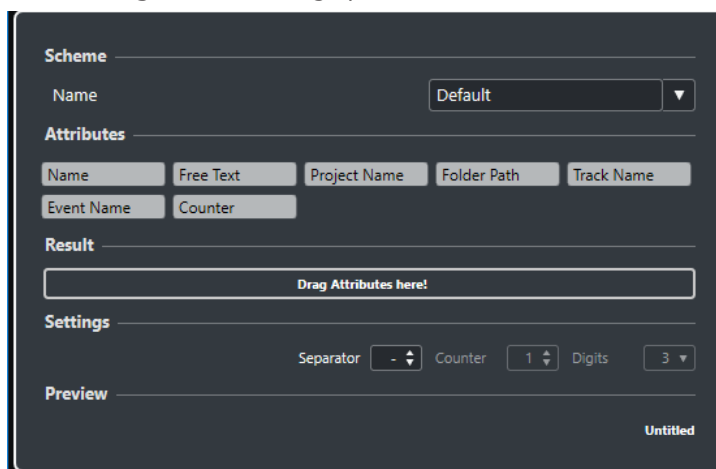 Scheme
Name Default
Attributes
Name Free Text Project Name Folder Path Track Name
Event Name Counter
Result
Drag Attributes here!
Settings
Separator - Counter 1 Digits 3
Preview
Untitled